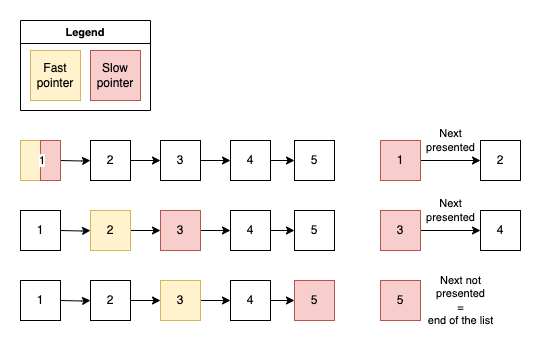 Legend
Fast
pointer
Slow
pointer
1 2 3 4 5 1 Next
presented 2
1 2 3 4 5 3 Next
presented 4
1 2 3 4 5 5 Next not
presented
=
end of the list